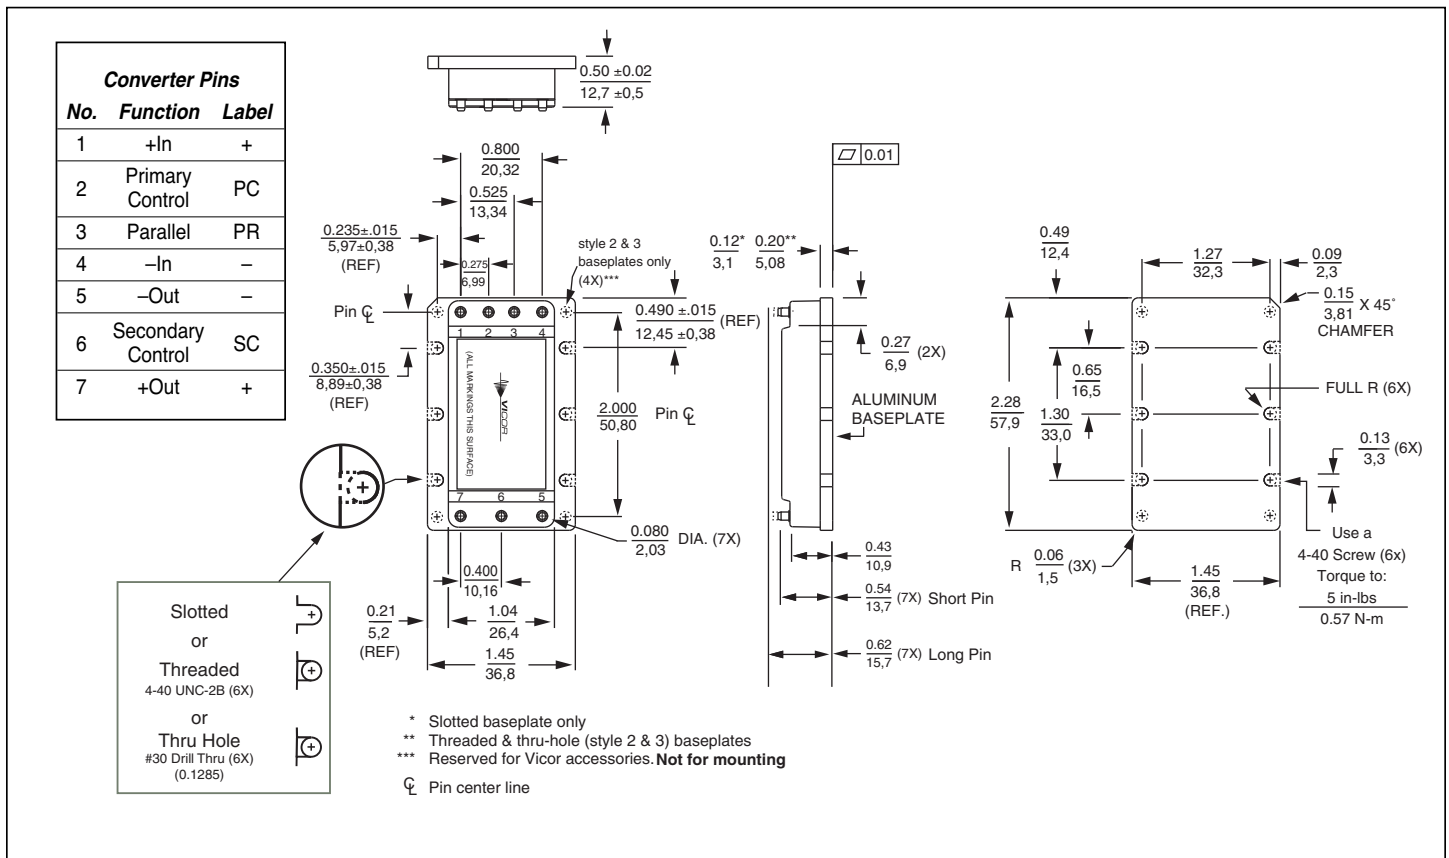 Converter Pins
No. Function Label
1 +In +
2 Primary Control PC
3 Parallel PR
4 –In –
5 –Out –
6 Secondary Control SC
7 +Out +
0.50 ±0.02
12,7 ±0,5
0.800
20,32
0.525
13,34
0.235±.015
5,97±0,38
(REF)
0.275
6,99
style 2 & 3
baseplates only
(4X)***
Pin ℄
0.490 ±.015 (REF)
12,45 ±0,38
1 2 3 4
0.350±.015
8,89±0,38
(REF)
(ALL MARKINGS THIS SURFACE)
VICOR
2.000
50,80
Pin ℄
7 6 5
0.080 DIA. (7X)
2,03
0.400
10,16
0.21
5,2
(REF)
1.04
26,4
1.45
36,8
0.01
0.12* 0.20**
3,1 5,08
0.27 (2X)
6,9
ALUMINUM
BASEPLATE
0.43
10,9
0.54 (7X) Short Pin
13,7
0.62 (7X) Long Pin
15,7
0.49
12,4
1.27
32,3
0.09
2,3
0.15 X 45°
3,81
CHAMFER
0.65
16,5
FULL R (6X)
2.28
57,9
1.30
33,0
0.13 (6X)
3,3
Use a
4-40 Screw (6x)
Torque to:
5 in-lbs
0.57 N-m
R 0.06 (3X)
1,5
1.45
36,8
(REF.)
Slotted
or
Threaded
4-40 UNC-2B (6X)
or
Thru Hole
#30 Drill Thru (6X)
(0.1285)
* Slotted baseplate only
** Threaded & thru-hole (style 2 & 3) baseplates
*** Reserved for Vicor accessories. Not for mounting
℄ Pin center line